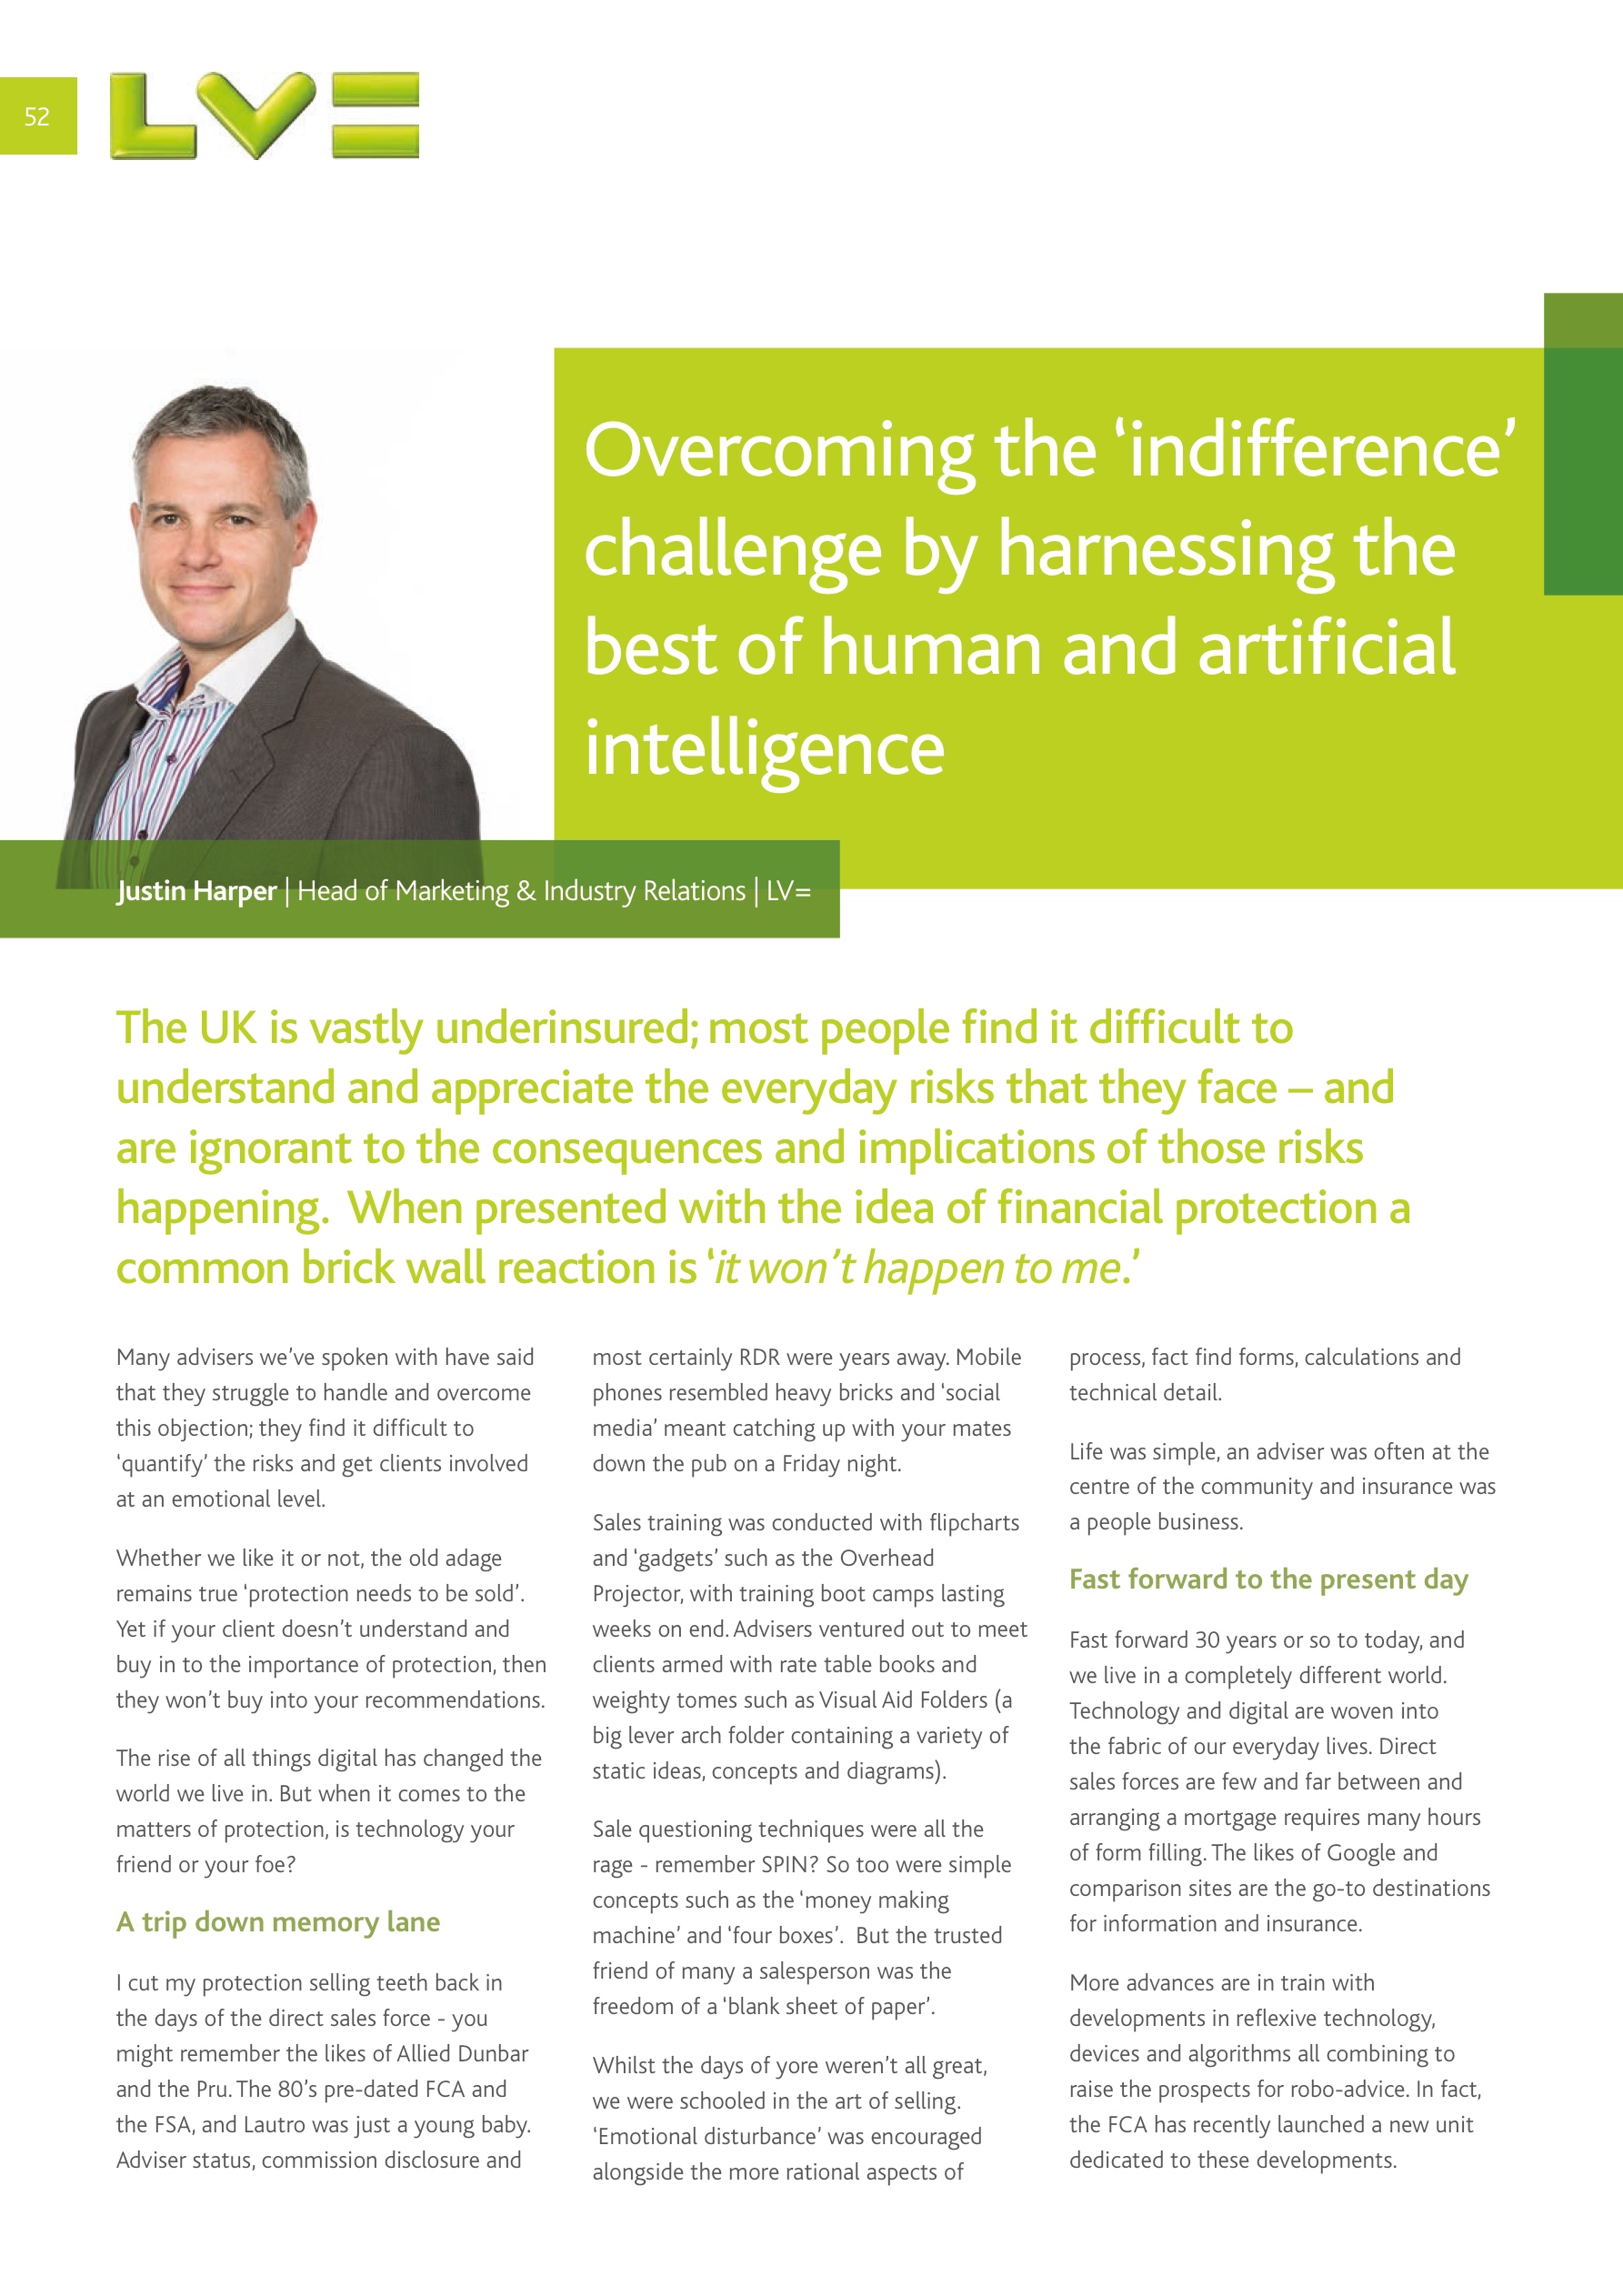 52
LV=
Overcoming the ‘indifference’
challenge by harnessing the
best of human and artificial
intelligence
Justin Harper | Head of Marketing & Industry Relations | LV=
The UK is vastly underinsured; most people find it difficult to
understand and appreciate the everyday risks that they face – and
are ignorant to the consequences and implications of those risks
happening.  When presented with the idea of financial protection a
common brick wall reaction is ‘it won’t happen to me.’
Many advisers we’ve spoken with have said
that they struggle to handle and overcome
this objection; they find it difficult to
‘quantify’ the risks and get clients involved
at an emotional level.
Whether we like it or not, the old adage
remains true ‘protection needs to be sold’.
Yet if your client doesn’t understand and
buy in to the importance of protection, then
they won’t buy into your recommendations.
The rise of all things digital has changed the
world we live in. But when it comes to the
matters of protection, is technology your
friend or your foe?
A trip down memory lane
I cut my protection selling teeth back in
the days of the direct sales force - you
might remember the likes of Allied Dunbar
and the Pru. The 80’s pre-dated FCA and
the FSA, and Lautro was just a young baby.
Adviser status, commission disclosure and
most certainly RDR were years away. Mobile
phones resembled heavy bricks and ‘social
media’ meant catching up with your mates
down the pub on a Friday night.
Sales training was conducted with flipcharts
and ‘gadgets’ such as the Overhead
Projector, with training boot camps lasting
weeks on end. Advisers ventured out to meet
clients armed with rate table books and
weighty tomes such as Visual Aid Folders (a
big lever arch folder containing a variety of
static ideas, concepts and diagrams).
Sale questioning techniques were all the
rage - remember SPIN? So too were simple
concepts such as the ‘money making
machine’ and ‘four boxes’.  But the trusted
friend of many a salesperson was the
freedom of a ‘blank sheet of paper’.
Whilst the days of yore weren’t all great,
we were schooled in the art of selling.
‘Emotional disturbance’ was encouraged
alongside the more rational aspects of
process, fact find forms, calculations and
technical detail.
Life was simple, an adviser was often at the
centre of the community and insurance was
a people business.
Fast forward to the present day
Fast forward 30 years or so to today, and
we live in a completely different world.
Technology and digital are woven into
the fabric of our everyday lives. Direct
sales forces are few and far between and
arranging a mortgage requires many hours
of form filling. The likes of Google and
comparison sites are the go-to destinations
for information and insurance.
More advances are in train with
developments in reflexive technology,
devices and algorithms all combining to
raise the prospects for robo-advice. In fact,
the FCA has recently launched a new unit
dedicated to these developments.